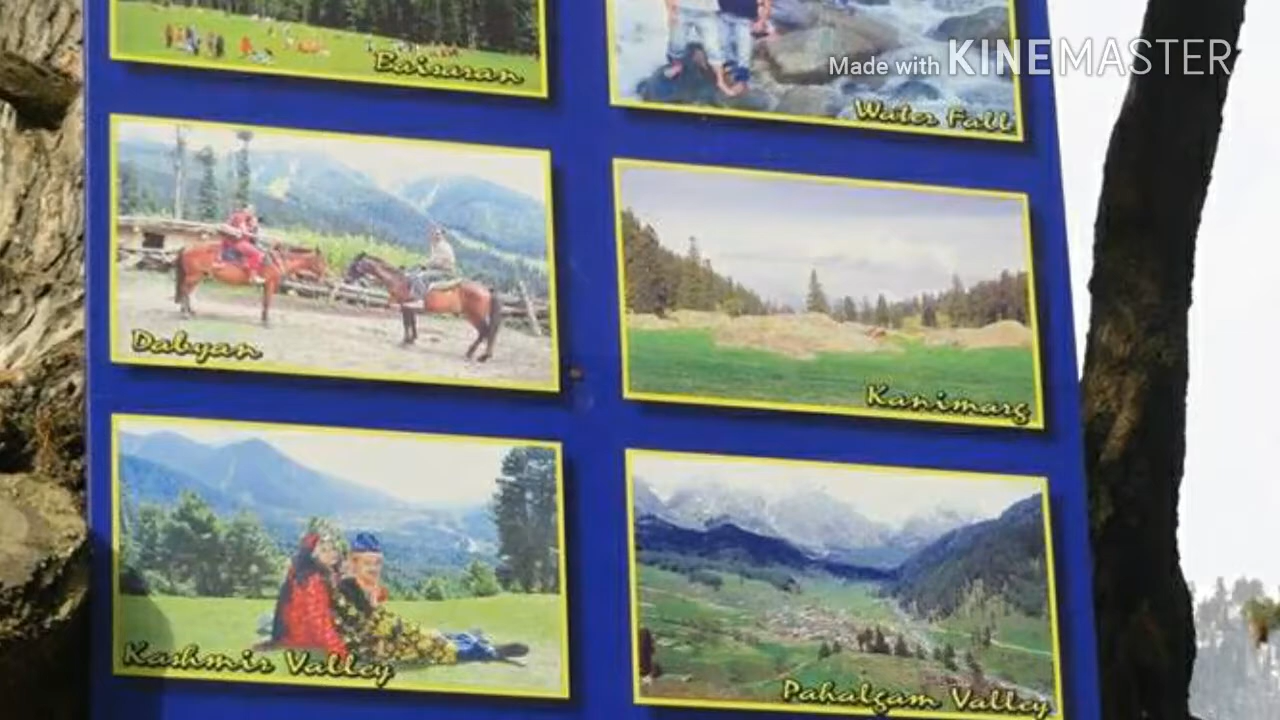 Baisaran
Made with KINEMASTER
Water Fall
Dabyan
Kanimarg
Kashmir Valley
Pahalgam Valley